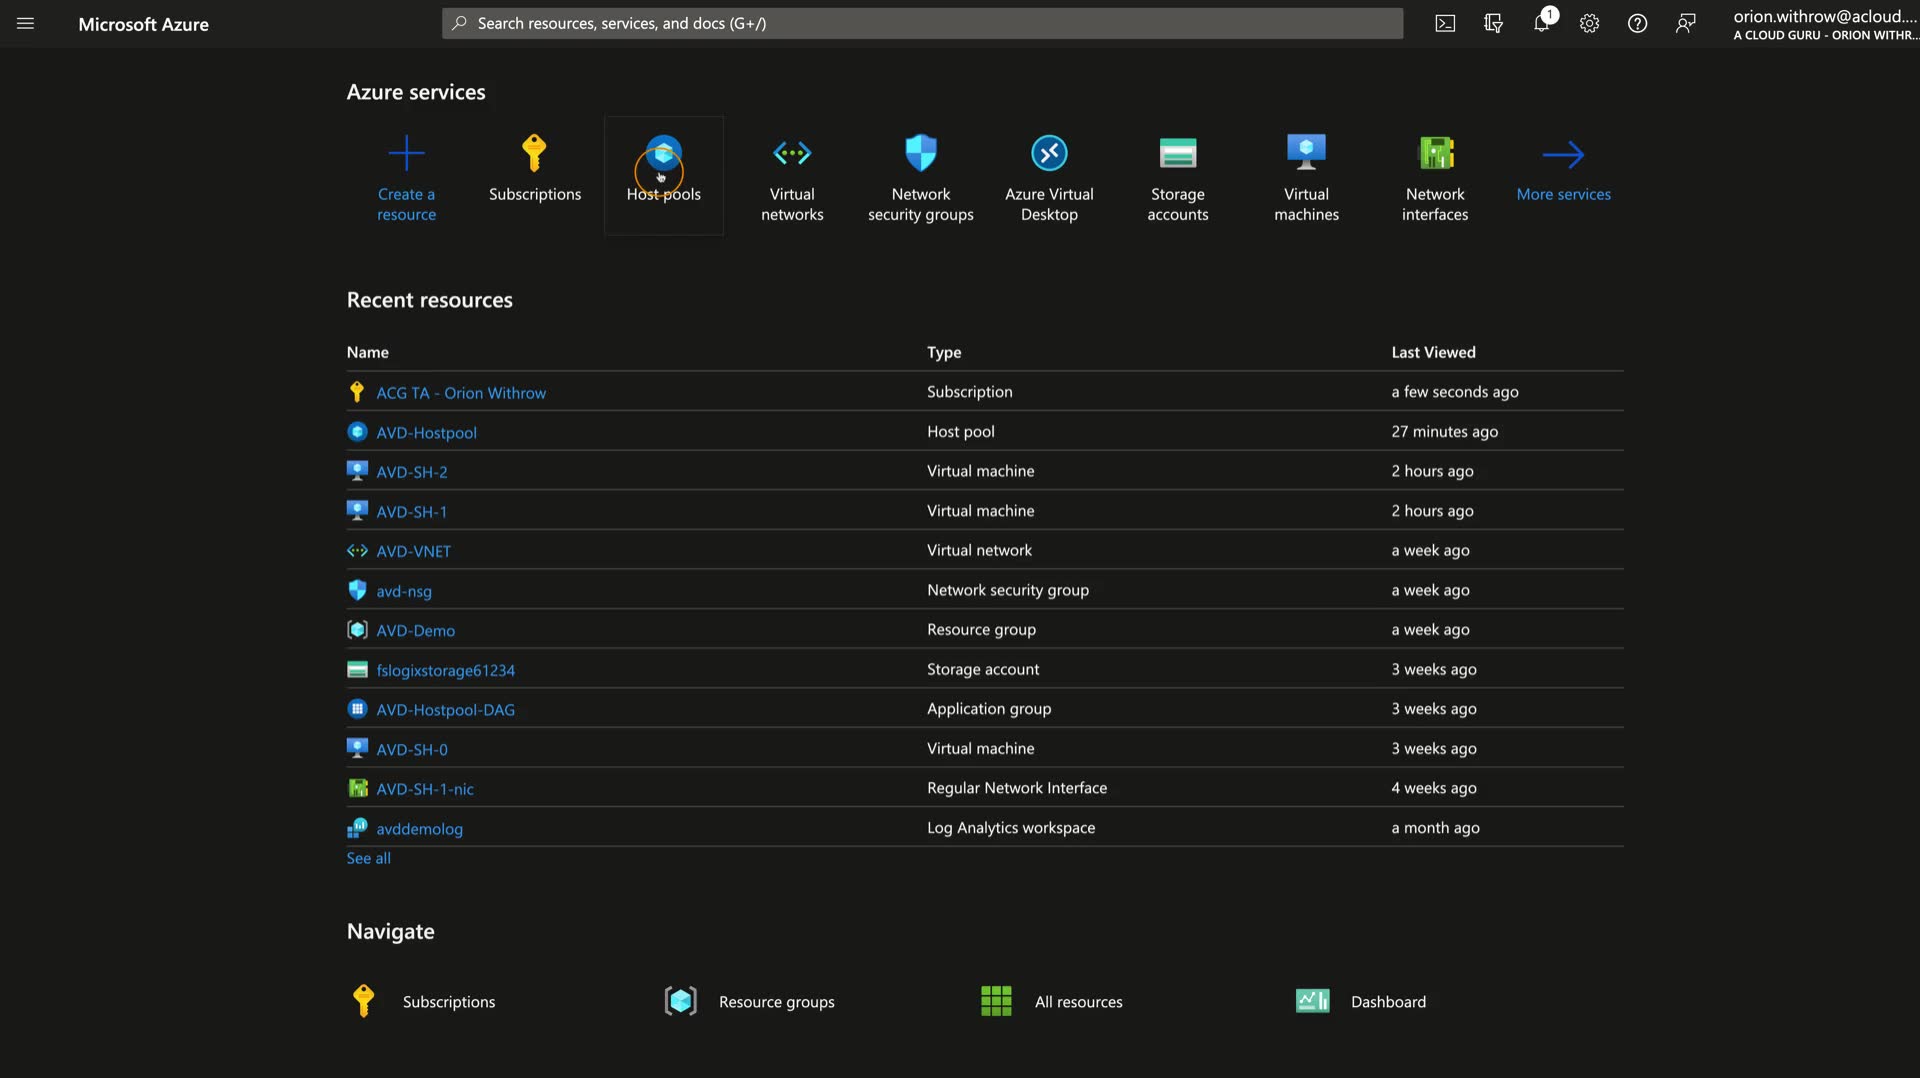 Microsoft Azure
Search resources, services, and docs (G+/)
1
orion.withrow@acloud....
A CLOUD GURU - ORION WITHR...
Azure services
Create a
resource
Subscriptions
Host pools
Virtual
networks
Network
security groups
Azure Virtual
Desktop
Storage
accounts
Virtual
machines
Network
interfaces
More services
Recent resources
Name Type Last Viewed
ACG TA - Orion Withrow Subscription a few seconds ago
AVD-Hostpool Host pool 27 minutes ago
AVD-SH-2 Virtual machine 2 hours ago
AVD-SH-1 Virtual machine 2 hours ago
AVD-VNET Virtual network a week ago
avd-nsg Network security group a week ago
AVD-Demo Resource group a week ago
fslogixstorage61234 Storage account 3 weeks ago
AVD-Hostpool-DAG Application group 3 weeks ago
AVD-SH-0 Virtual machine 3 weeks ago
AVD-SH-1-nic Regular Network Interface 4 weeks ago
avddemolog Log Analytics workspace a month ago
See all
Navigate
Subscriptions Resource groups All resources Dashboard